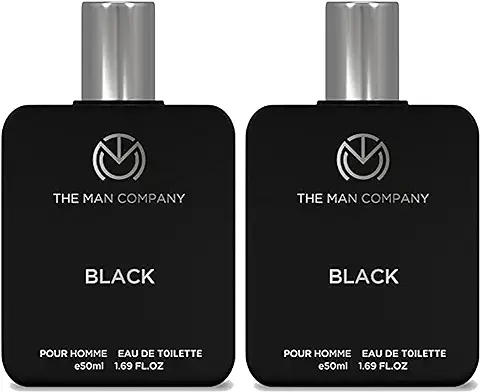 THE MAN COMPANY
BLACK
POUR HOMME EAU DE TOILETTE
e50ml 1.69 FL.OZ
THE MAN COMPANY
BLACK
POUR HOMME EAU DE TOILETTE
e50ml 1.69 FL.OZ